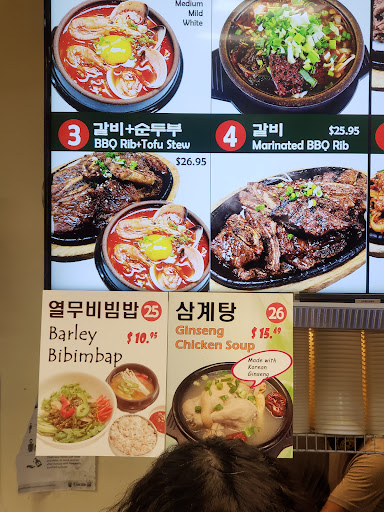 Medium
Mild
White
3 갈비+순두부
BBQ Rib+Tofu Stew
$26.95
4 갈비 $25.95
Marinated BBQ Rib
열무비빔밥 25
Barley $10.95
Bibimbap
삼계탕 26
Ginseng $15.49
Chicken Soup
Made with
Korean
Ginseng